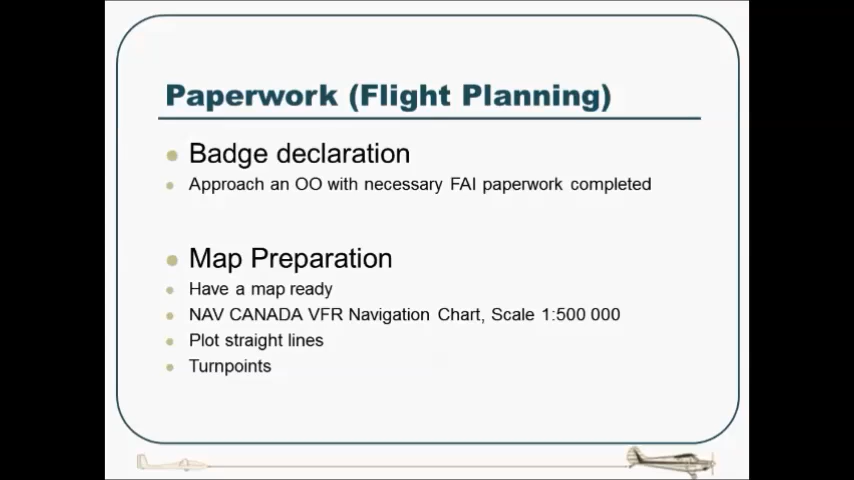 Paperwork (Flight Planning)
Badge declaration
Approach an OO with necessary FAI paperwork completed
Map Preparation
Have a map ready
NAV CANADA VFR Navigation Chart, Scale 1:500 000
Plot straight lines
Turnpoints